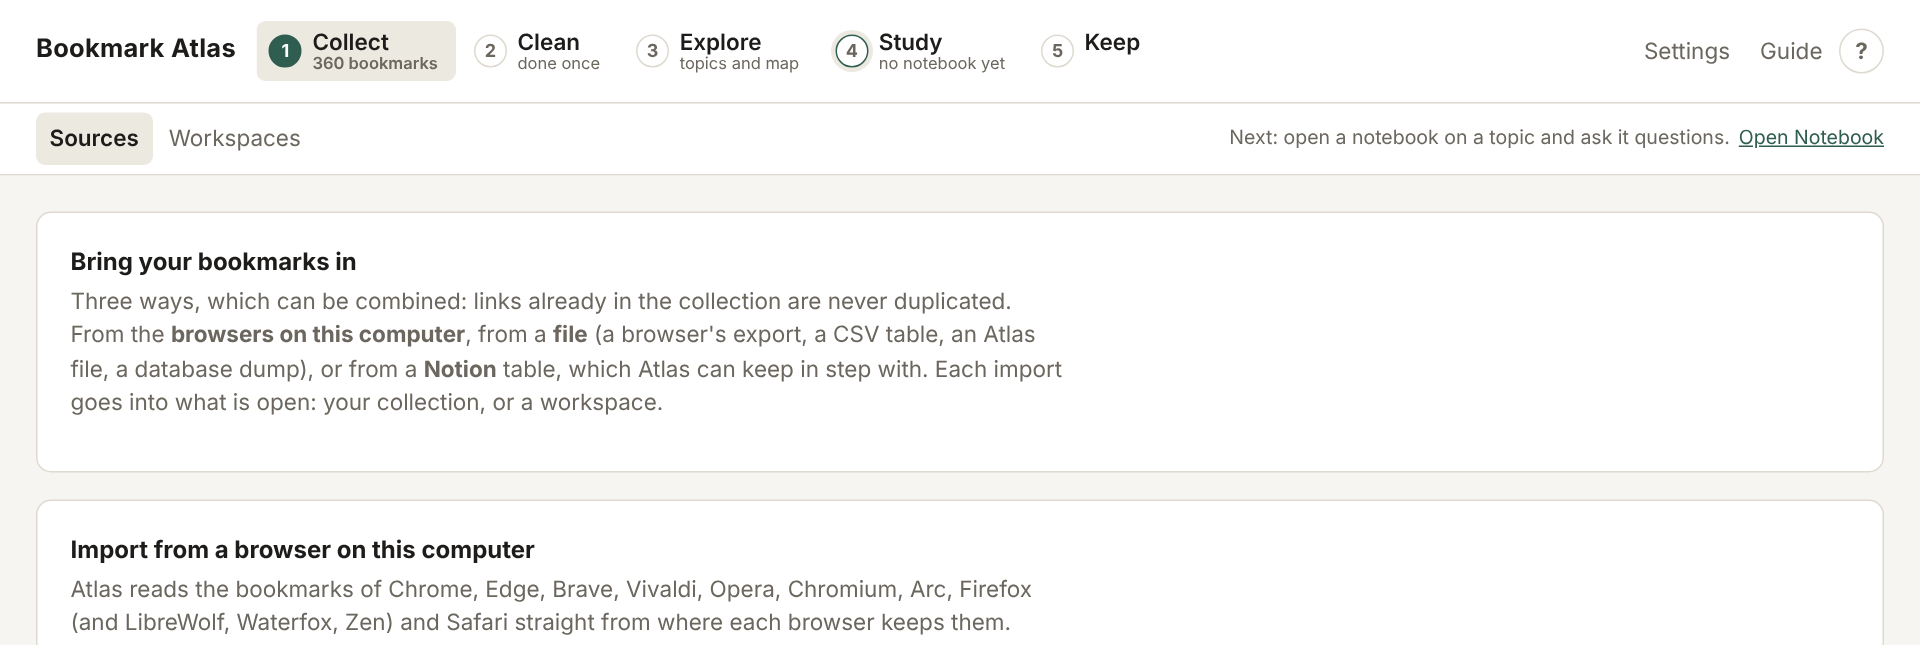 Bookmark Atlas
1
Collect
360 bookmarks
2
Clean
done once
3
Explore
topics and map
4
Study
no notebook yet
5
Keep
Settings
Guide
?
Sources
Workspaces
Next: open a notebook on a topic and ask it questions. Open Notebook
Bring your bookmarks in
Three ways, which can be combined: links already in the collection are never duplicated.
From the browsers on this computer, from a file (a browser's export, a CSV table, an Atlas
file, a database dump), or from a Notion table, which Atlas can keep in step with. Each import
goes into what is open: your collection, or a workspace.
Import from a browser on this computer
Atlas reads the bookmarks of Chrome, Edge, Brave, Vivaldi, Opera, Chromium, Arc, Firefox
(and LibreWolf, Waterfox, Zen) and Safari straight from where each browser keeps them.